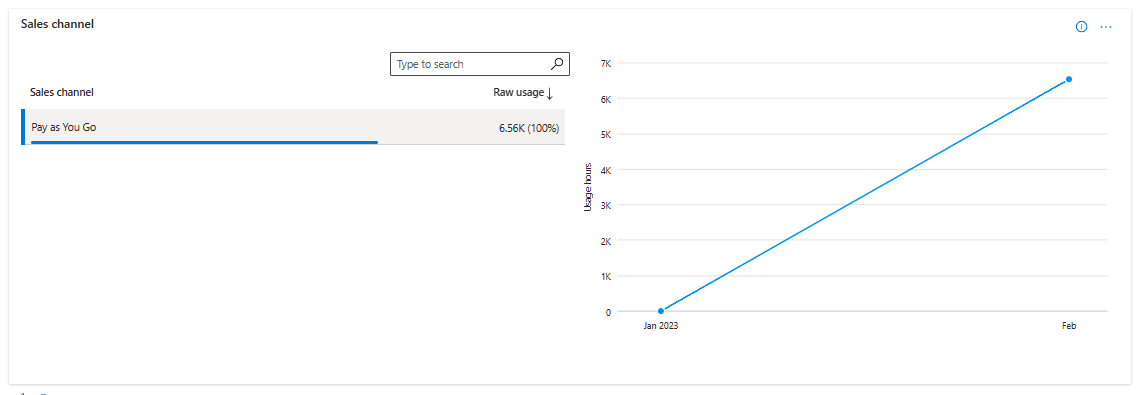 Sales channel
Type to search
Sales channel
Raw usage
Pay as You Go
6.56K (100%)
Usage hours
7K
6K
5K
4K
3K
2K
1K
0
Jan 2023
Feb